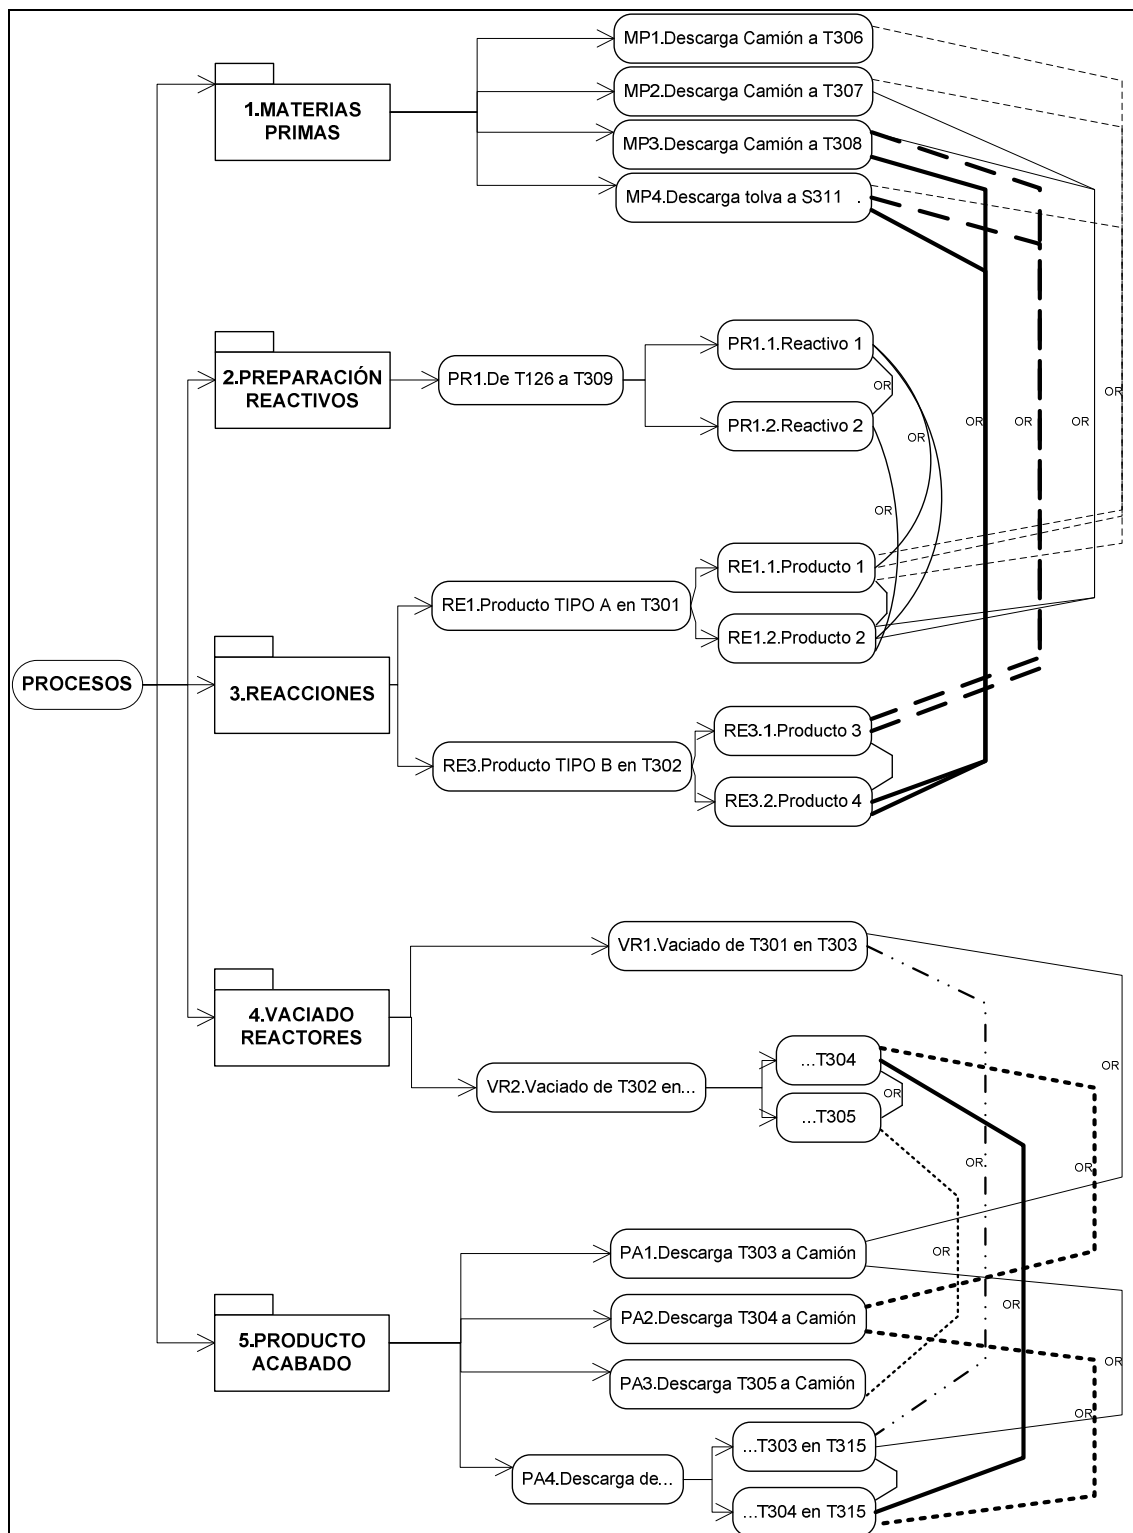 MP1.Descarga Camión a T306
MP2.Descarga Camión a T307
1.MATERIAS
PRIMAS
MP3.Descarga Camión a T308
MP4.Descarga tolva a S311 .
PR1.1.Reactivo 1
2.PREPARACIÓN
REACTIVOS
PR1.De T126 a T309
OR
OR
PR1.2.Reactivo 2
OR
OR
OR
OR
OR
OR
RE1.1.Producto 1
RE1.Producto TIPO A en T301
RE1.2.Producto 2
PROCESOS
3.REACCIONES
RE3.1.Producto 3
RE3.Producto TIPO B en T302
RE3.2.Producto 4
VR1.Vaciado de T301 en T303
4.VACIADO
REACTORES
...T304
OR
VR2.Vaciado de T302 en...
OR
...T305
OR
OR
PA1.Descarga T303 a Camión
OR
PA2.Descarga T304 a Camión
OR
5.PRODUCTO
ACABADO
OR
PA3.Descarga T305 a Camión
OR
...T303 en T315
PA4.Descarga de...
...T304 en T315